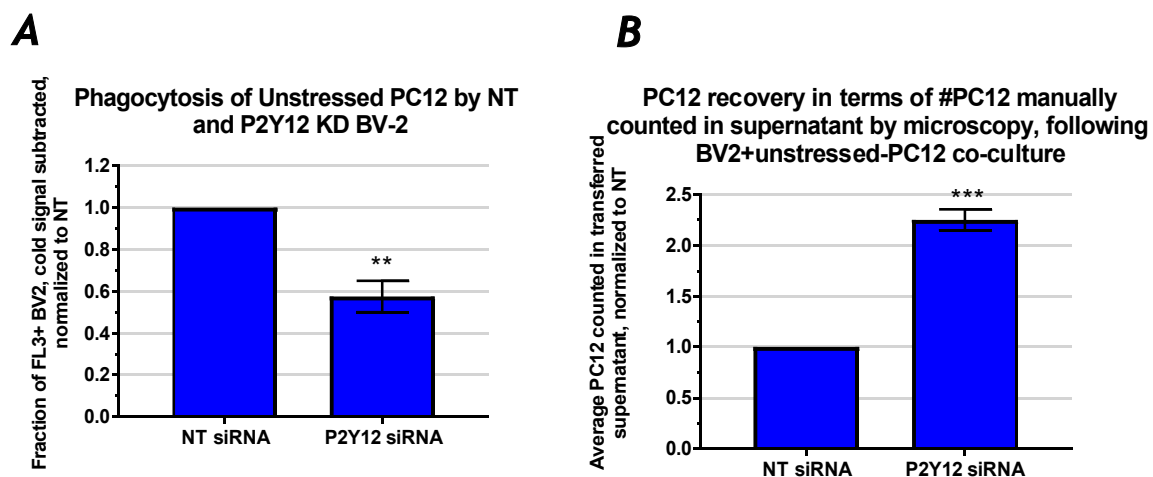 A
Phagocytosis of Unstressed PC12 by NT
and P2Y12 KD BV-2
Fraction of FL3+ BV2, cold signal subtracted,
normalized to NT
1.2
1.0
0.8
0.6
0.4
0.2
0.0
**
NT siRNA
P2Y12 siRNA
B
PC12 recovery in terms of #PC12 manually
counted in supernatant by microscopy, following
BV2+unstressed-PC12 co-culture
Average PC12 counted in transferred
supernatant, normalized to NT
2.5
2.0
1.5
1.0
0.5
0.0
***
NT siRNA
P2Y12 siRNA